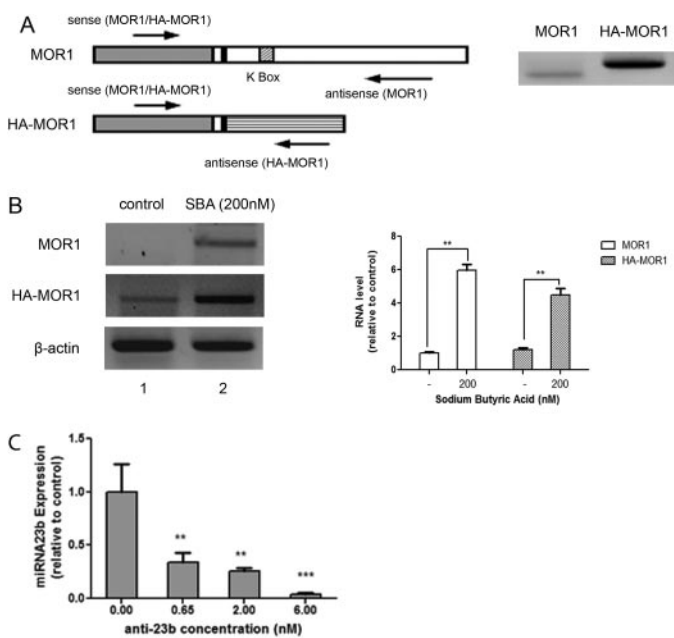 A
sense (MOR1/HA-MOR1)
MOR1
K Box
antisense (MOR1)
sense (MOR1/HA-MOR1)
HA-MOR1
antisense (HA-MOR1)
MOR1 HA-MOR1
B
control SBA (200nM)
MOR1
HA-MOR1
β-actin
1 2
RNA level
(relative to control)
8
6
4
2
0
** **
MOR1
HA-MOR1
- 200 - 200
Sodium Butyric Acid (nM)
C
miRNA23b Expression
(relative to control)
1.5
1.0
0.5
0.0
** ** ***
0.00 0.65 2.00 6.00
anti-23b concentration (nM)